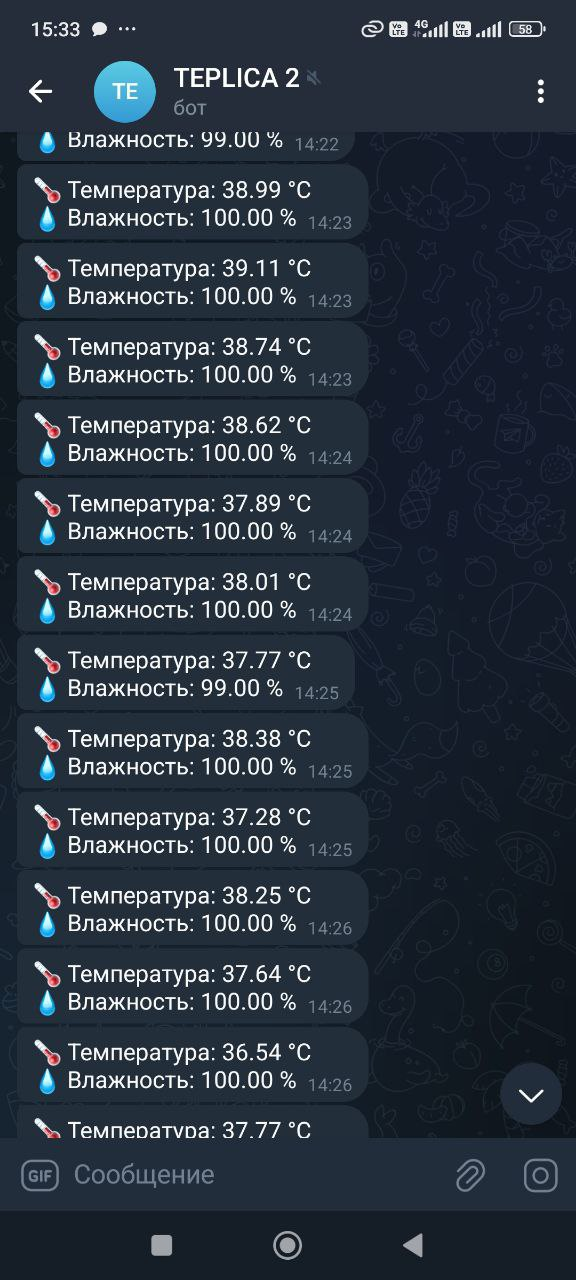 15:33
4G
Vo
LTE
Vo
LTE
58
TE
TEPLICA 2
бот
Влажность: 99.00 % 14:22
Температура: 38.99 °C
Влажность: 100.00 % 14:23
Температура: 39.11 °C
Влажность: 100.00 % 14:23
Температура: 38.74 °C
Влажность: 100.00 % 14:23
Температура: 38.62 °C
Влажность: 100.00 % 14:24
Температура: 37.89 °C
Влажность: 100.00 % 14:24
Температура: 38.01 °C
Влажность: 100.00 % 14:24
Температура: 37.77 °C
Влажность: 99.00 % 14:25
Температура: 38.38 °C
Влажность: 100.00 % 14:25
Температура: 37.28 °C
Влажность: 100.00 % 14:25
Температура: 38.25 °C
Влажность: 100.00 % 14:26
Температура: 37.64 °C
Влажность: 100.00 % 14:26
Температура: 36.54 °C
Влажность: 100.00 % 14:26
Температура: 37.77 °C
GIF Сообщение